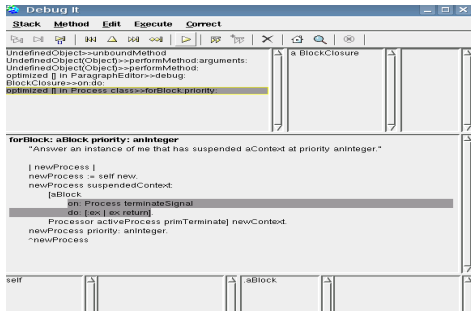 Debug It
Stack Method Edit Execute Correct
UndefinedObject>>unboundMethod
UndefinedObject(Object)>>performMethod:arguments:
UndefinedObject(Object)>>performMethod:
optimized [] in ParagraphEditor>>debug:
BlockClosure>>on:do:
optimized [] in Process class>>forBlock:priority:
a BlockClosure
forBlock: aBlock priority: anInteger
"Answer an instance of me that has suspended aContext at priority anInteger."
| newProcess |
newProcess := self new.
newProcess suspendedContext:
[aBlock
on: Process terminateSignal
do: [:ex | ex return].
Processor activeProcess primTerminate] newContext.
newProcess priority: anInteger.
^newProcess
self
.aBlock